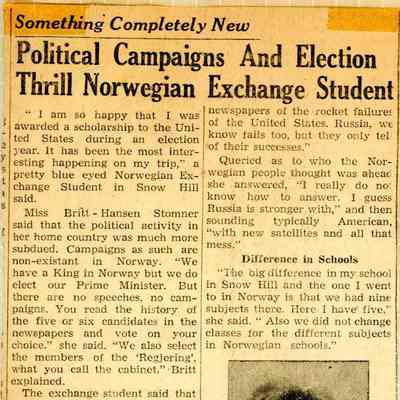 Something Completely New
Political Campaigns And Election
Thrill Norwegian Exchange Student
" I am so happy that I was
awarded a scholarship to the Uni-
ted States during an election
year. It has been the most inter-
esting happening on my trip," a
pretty blue eyed Norwegian Ex-
change Student in Snow Hill
said.
Miss Britt - Hansen Stomner
said that the political activity in
her home country was much more
subdued. Campaigns as such are
non-existant in Norway. "We
have a King in Norway but we do
elect our Prime Minister. But
there are no speeches, no cam-
paigns. You read the history of
the five or six candidates in the
newspapers and vote on your
choice." she said. "We also select
the members of the 'Regjering',
what you call the cabinet." Britt
explained.
The exchange student said that
newspapers of the rocket failures
of the United States. Russia, we
know fails too, but they only tel
of their successes."
Queried as to who the Nor-
wegian people thought was ahead
she answered, "I really do not
know how to answer. I guess
Russia is stronger with," and then
sounding typically American,
"with new satellites and all that
mess."
Difference in Schools
"The big difference in my school
in Snow Hill and the one I went
to in Norway is that we had nine
subjects there. Here I have five."
she said. " Also we did not change
classes for the different subjects
in Norwegian schools."